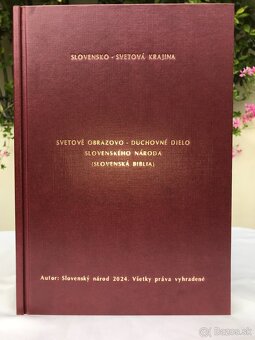 SLOVENSKO - SVETOVÁ KRAJINA
SVETOVÉ OBRAZOVO - DUCHOVNÉ DIELO
SLOVENSKÉHO NÁRODA
(SLOVENSKÁ BIBLIA)
Autor: Slovenský národ 2024. Všetky práva vyhradené
Bazos.sk